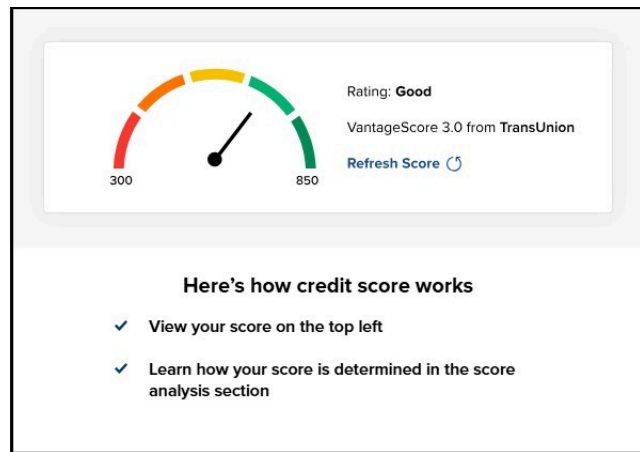 Rating: Good
VantageScore 3.0 from TransUnion
Refresh Score
300
850
Here’s how credit score works
View your score on the top left
Learn how your score is determined in the score
analysis section